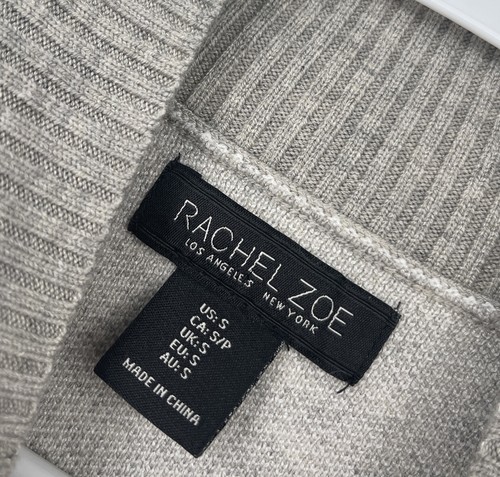 RACHEL ZOE
LOS ANGELES NEW YORK
US: S
CA: S/P
UK: S
EU: S
AU: S
MADE IN CHINA